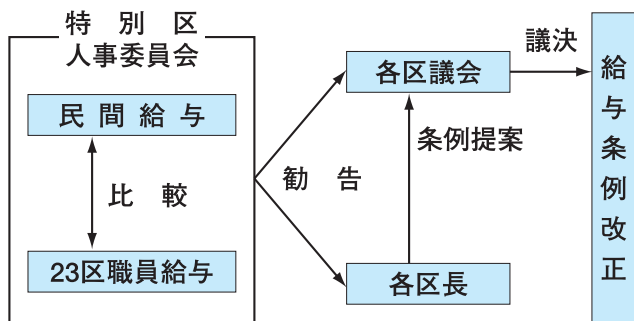 特別区
人事委員会
民間給与
比較
23区職員給与
勧告
各区議会
条例提案
各区長
議決
給与条例改正